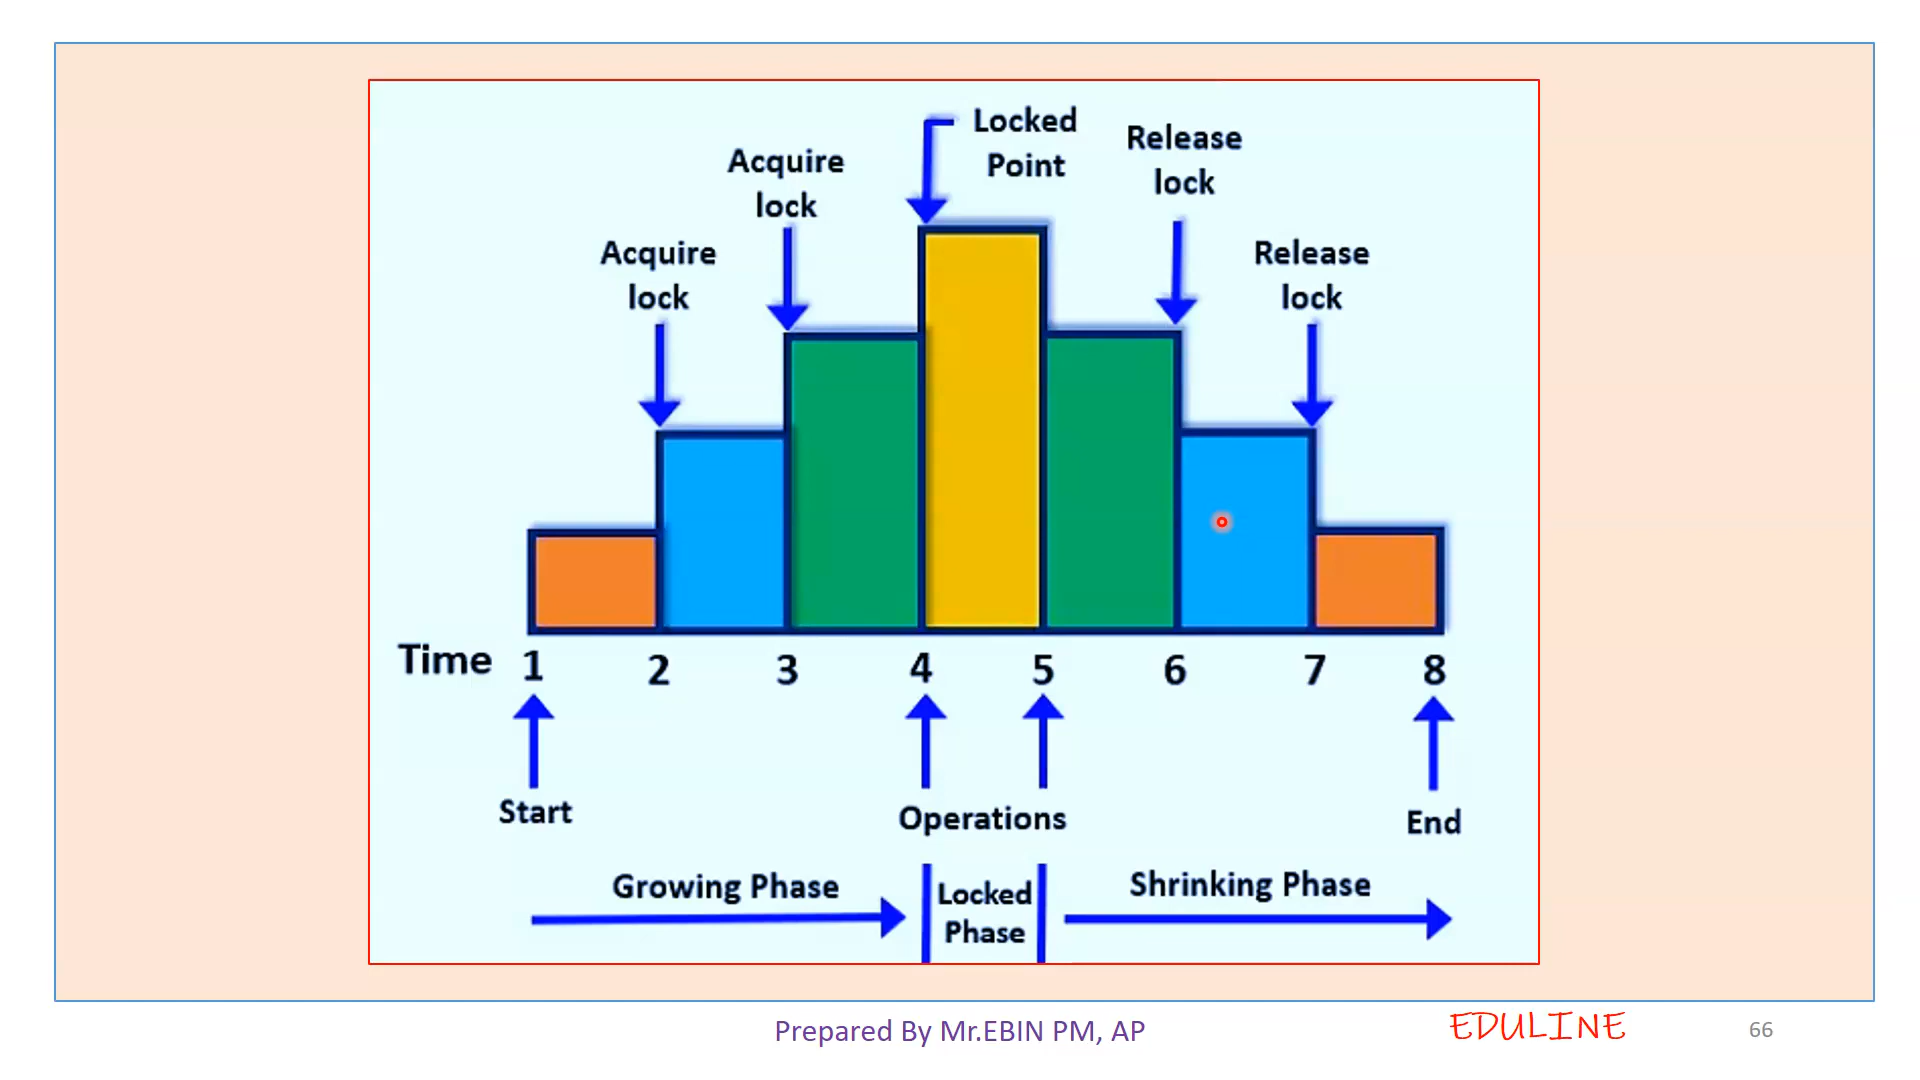 Locked
Point
Release
lock
Acquire
lock
Acquire
lock
Release
lock
Time 1 2 3 4 5 6 7 8
Start
Operations
End
Growing Phase
Locked
Phase
Shrinking Phase
Prepared By Mr.EBIN PM, AP
EDULINE
66